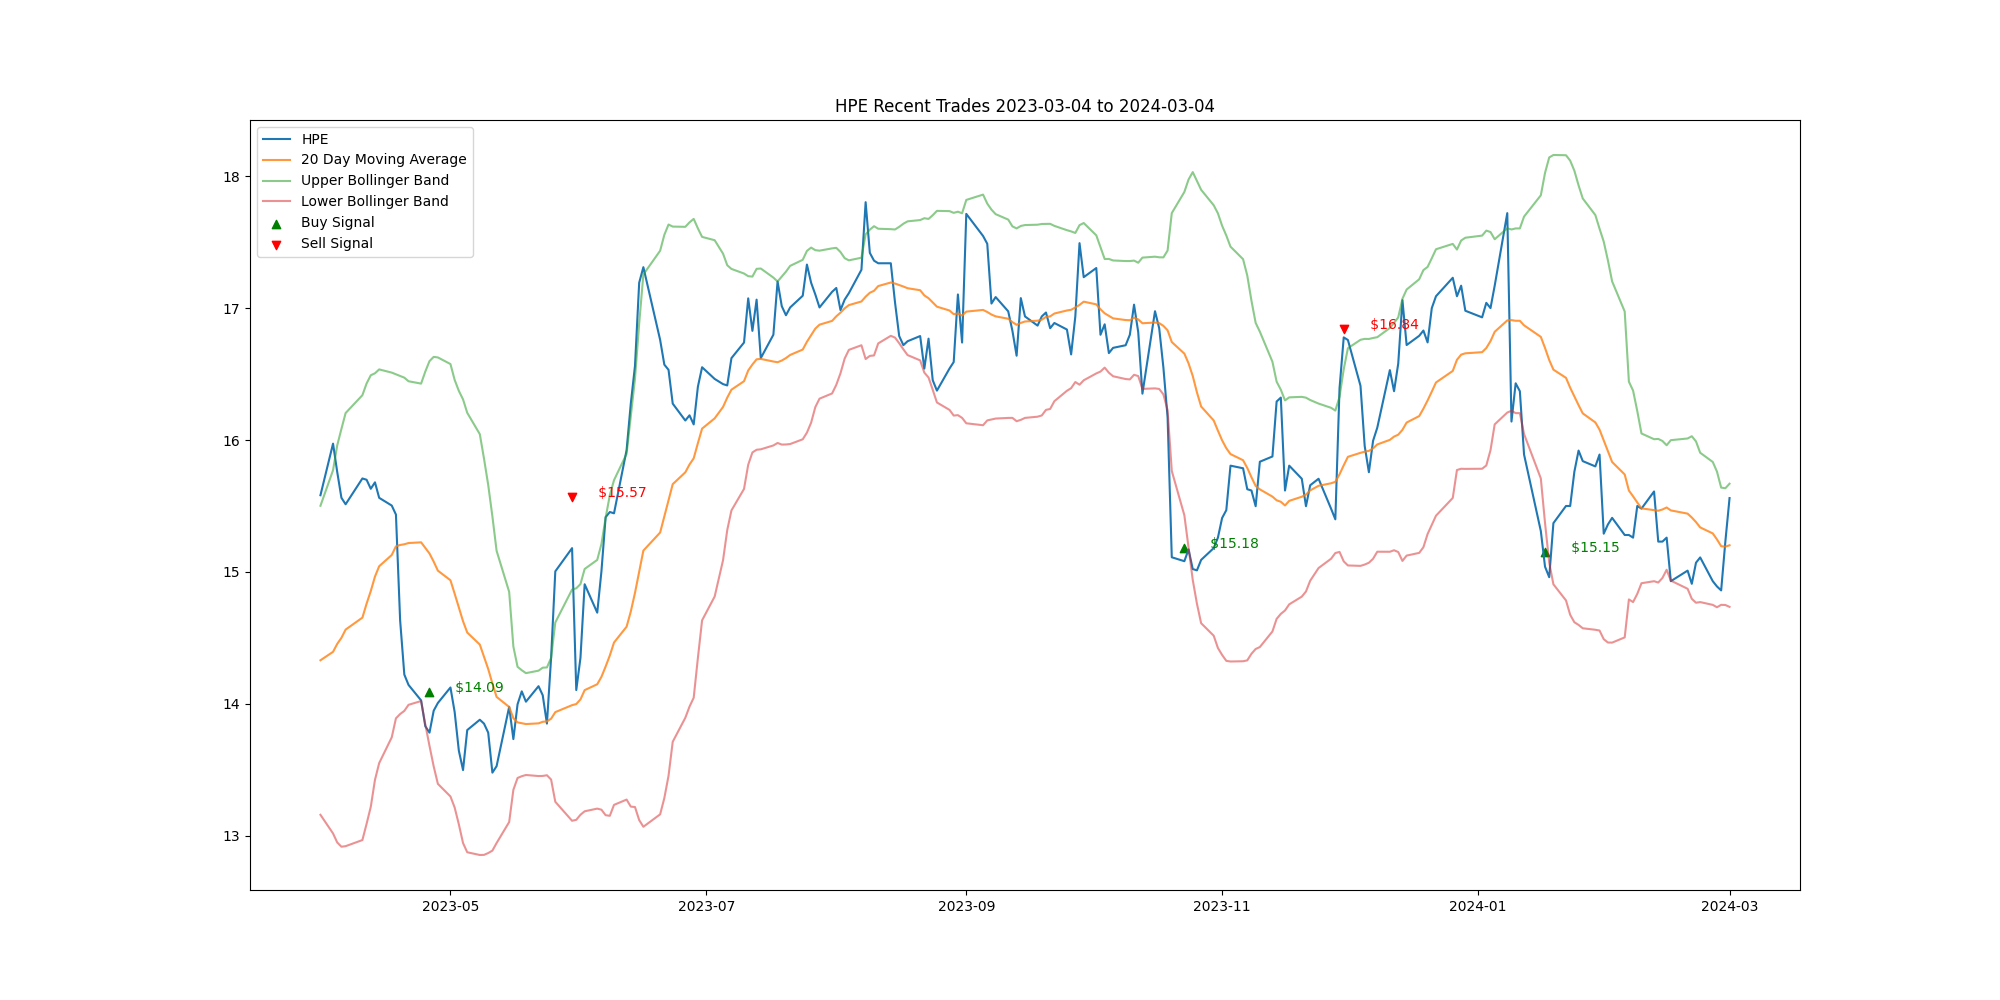 HPE Recent Trades 2023-03-04 to 2024-03-04
HPE
20 Day Moving Average
Upper Bollinger Band
Lower Bollinger Band
Buy Signal
Sell Signal
18
17
16
15
14
13
$16.84
$15.57
$15.18
$15.15
$14.09
2023-05
2023-07
2023-09
2023-11
2024-01
2024-03